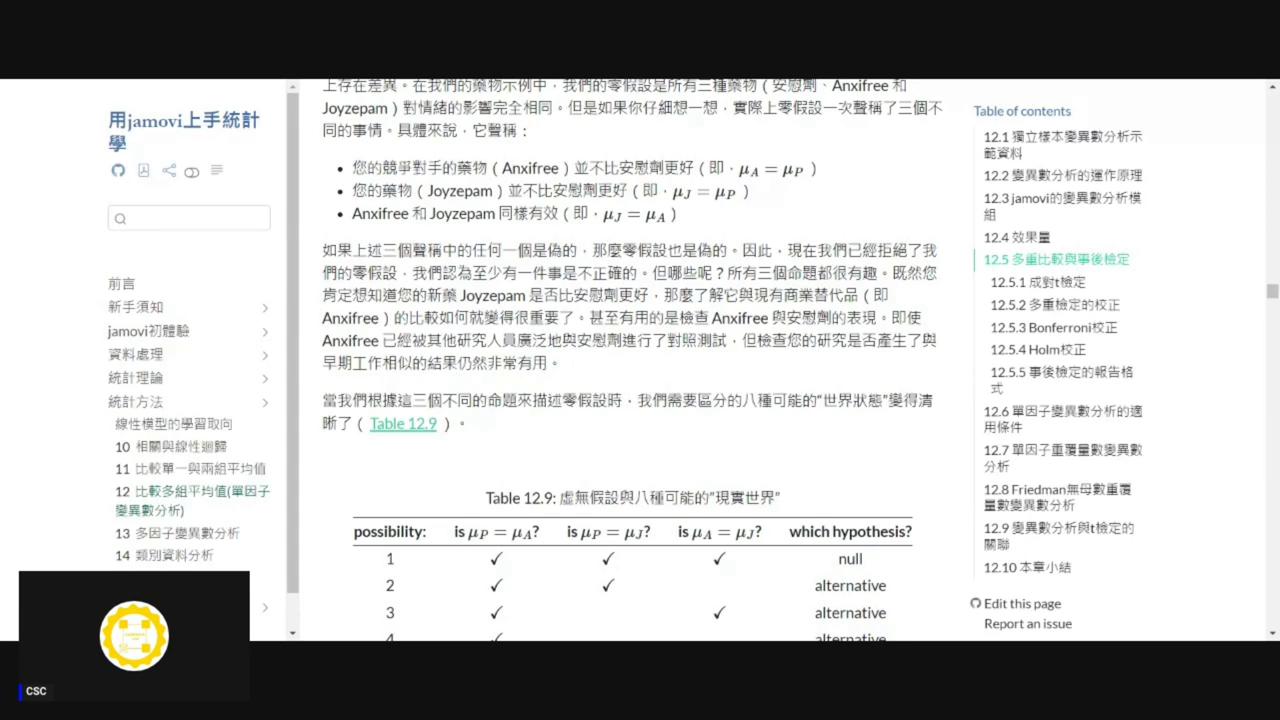 用jamovi上手統計
學
前言
新手須知
jamovi初體驗
資料處理
統計理論
統計方法
線性模型的學習取向
10 相關與線性迴歸
11 比較單一與兩組平均值
12 比較多組平均值(單因子
變異數分析)
13 多因子變異數分析
14 類別資料分析
CSC
上存在差異。在我們的藥物示例中，我們的零假設是所有三種藥物（安慰劑、Anxifree 和
Joyzepam）對情緒的影響完全相同。但是如果你仔細想一想，實際上零假設一次聲稱了三個不
同的事情。具體來說，它聲稱：
• 您的競爭對手的藥物（Anxifree）並不比安慰劑更好（即，μA = μP ）
• 您的藥物（Joyzepam）並不比安慰劑更好（即，μJ = μP ）
• Anxifree 和 Joyzepam 同樣有效（即，μJ = μA ）
如果上述三個聲稱中的任何一個是偽的，那麼零假設也是偽的。因此，現在我們已經拒絕了我
們的零假設，我們認為至少有一件事是不正確的。但哪些呢？所有三個命題都很有趣。既然您
肯定想知道您的新藥 Joyzepam 是否比安慰劑更好，那麼了解它與現有商業替代品（即
Anxifree）的比較如何就變得很重要了。甚至有用的是檢查 Anxifree 與安慰劑的表現。即使
Anxifree 已經被其他研究人員廣泛地與安慰劑進行了對照測試，但檢查您的研究是否產生了與
早期工作相似的結果仍然非常有用。
當我們根據這三個不同的命題來描述零假設時，我們需要區分的八種可能的“世界狀態”變得清
晰了（ Table 12.9 ）。
Table 12.9: 虛無假設與八種可能的”現實世界”
possibility: is μP = μA? is μP = μJ? is μA = μJ? which hypothesis?
1 ✓ ✓ ✓ null
2 ✓ ✓ alternative
3 ✓ ✓ alternative
4 ✓ alternative
Table of contents
12.1 獨立樣本變異數分析示
範資料
12.2 變異數分析的運作原理
12.3 jamovi的變異數分析模
組
12.4 效果量
12.5 多重比較與事後檢定
12.5.1 成對t檢定
12.5.2 多重檢定的校正
12.5.3 Bonferroni校正
12.5.4 Holm校正
12.5.5 事後檢定的報告格
式
12.6 單因子變異數分析的適
用條件
12.7 單因子重覆量數變異數
分析
12.8 Friedman無母數重覆
量數變異數分析
12.9 變異數分析與t檢定的
關聯
12.10 本章小結
Edit this page
Report an issue